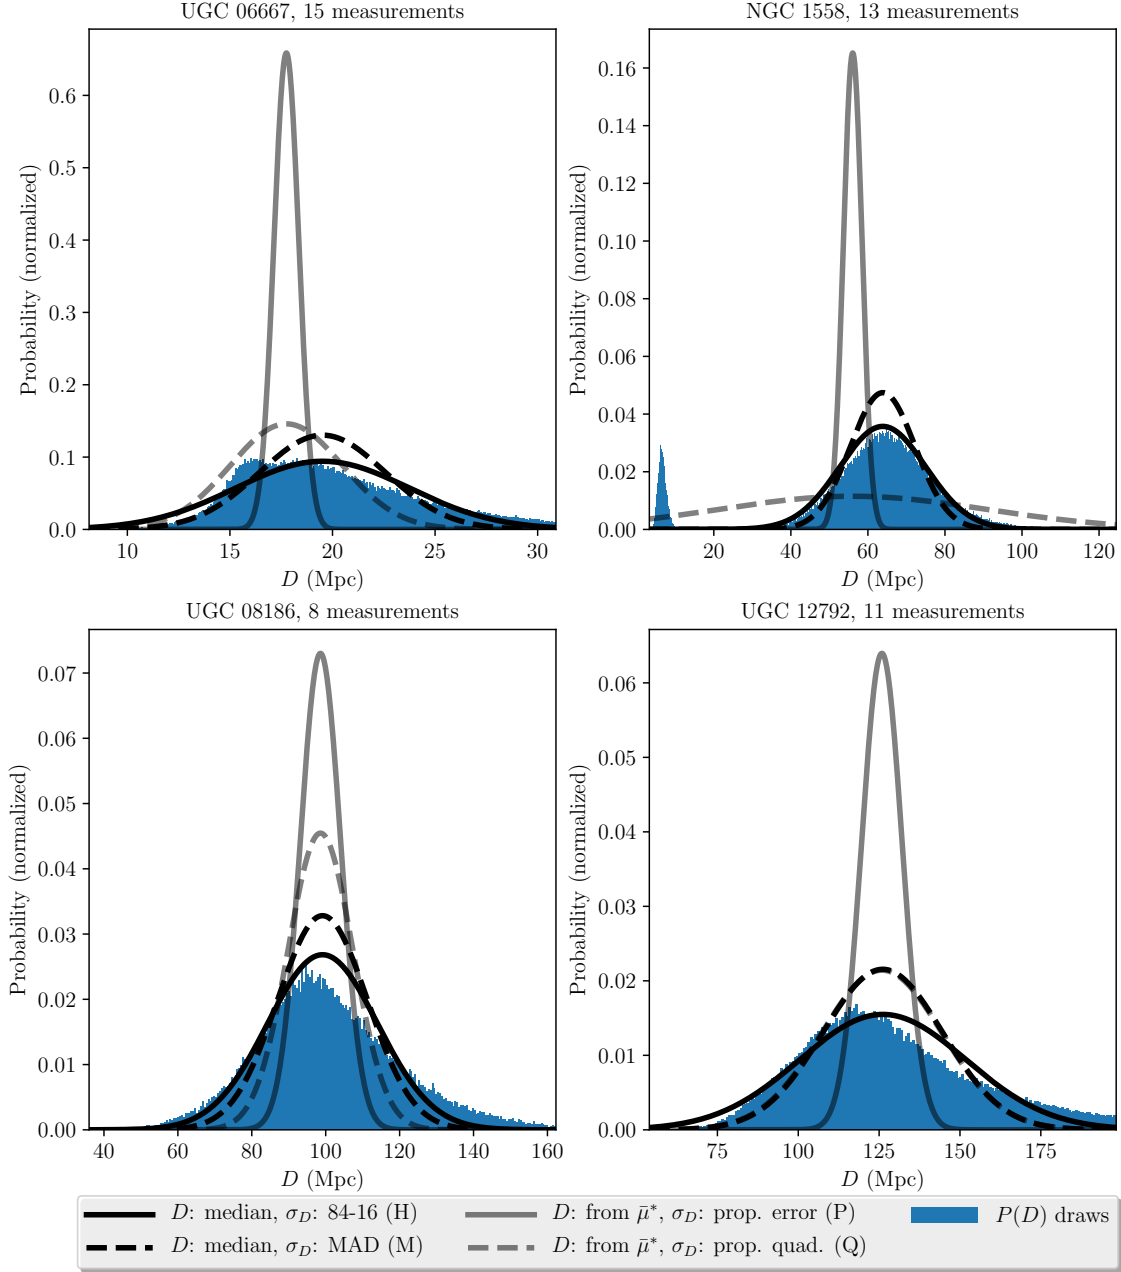 UGC 06667, 15 measurements
Probability (normalized)
0.6
0.5
0.4
0.3
0.2
0.1
0.0
10 15 20 25 30
D (Mpc)
NGC 1558, 13 measurements
Probability (normalized)
0.16
0.14
0.12
0.10
0.08
0.06
0.04
0.02
0.00
20 40 60 80 100 120
D (Mpc)
UGC 08186, 8 measurements
Probability (normalized)
0.07
0.06
0.05
0.04
0.03
0.02
0.01
0.00
40 60 80 100 120 140 160
D (Mpc)
UGC 12792, 11 measurements
Probability (normalized)
0.06
0.05
0.04
0.03
0.02
0.01
0.00
75 100 125 150 175
D (Mpc)
D: median, σ_D: 84-16 (H)
D: median, σ_D: MAD (M)
D: from μ̄*, σ_D: prop. error (P)
D: from μ̄*, σ_D: prop. quad. (Q)
P(D) draws